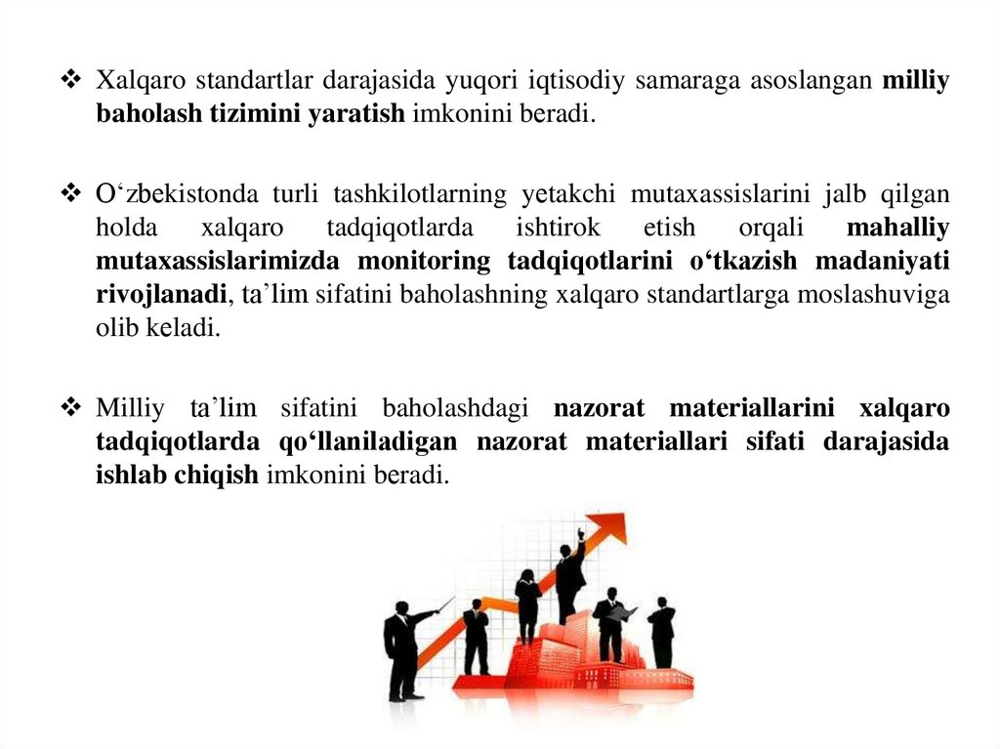 ❖ Xalqaro standartlar darajasida yuqori iqtisodiy samaraga asoslangan milliy
baholash tizimini yaratish imkonini beradi.
❖ O‘zbekistonda turli tashkilotlarning yetakchi mutaxassislarini jalb qilgan
holda xalqaro tadqiqotlarda ishtirok etish orqali mahalliy
mutaxassislarimizda monitoring tadqiqotlarini o‘tkazish madaniyati
rivojlanadi, ta’lim sifatini baholashning xalqaro standartlarga moslashuviga
olib keladi.
❖ Milliy ta’lim sifatini baholashdagi nazorat materiallarini xalqaro
tadqiqotlarda qo‘llaniladigan nazorat materiallari sifati darajasida
ishlab chiqish imkonini beradi.